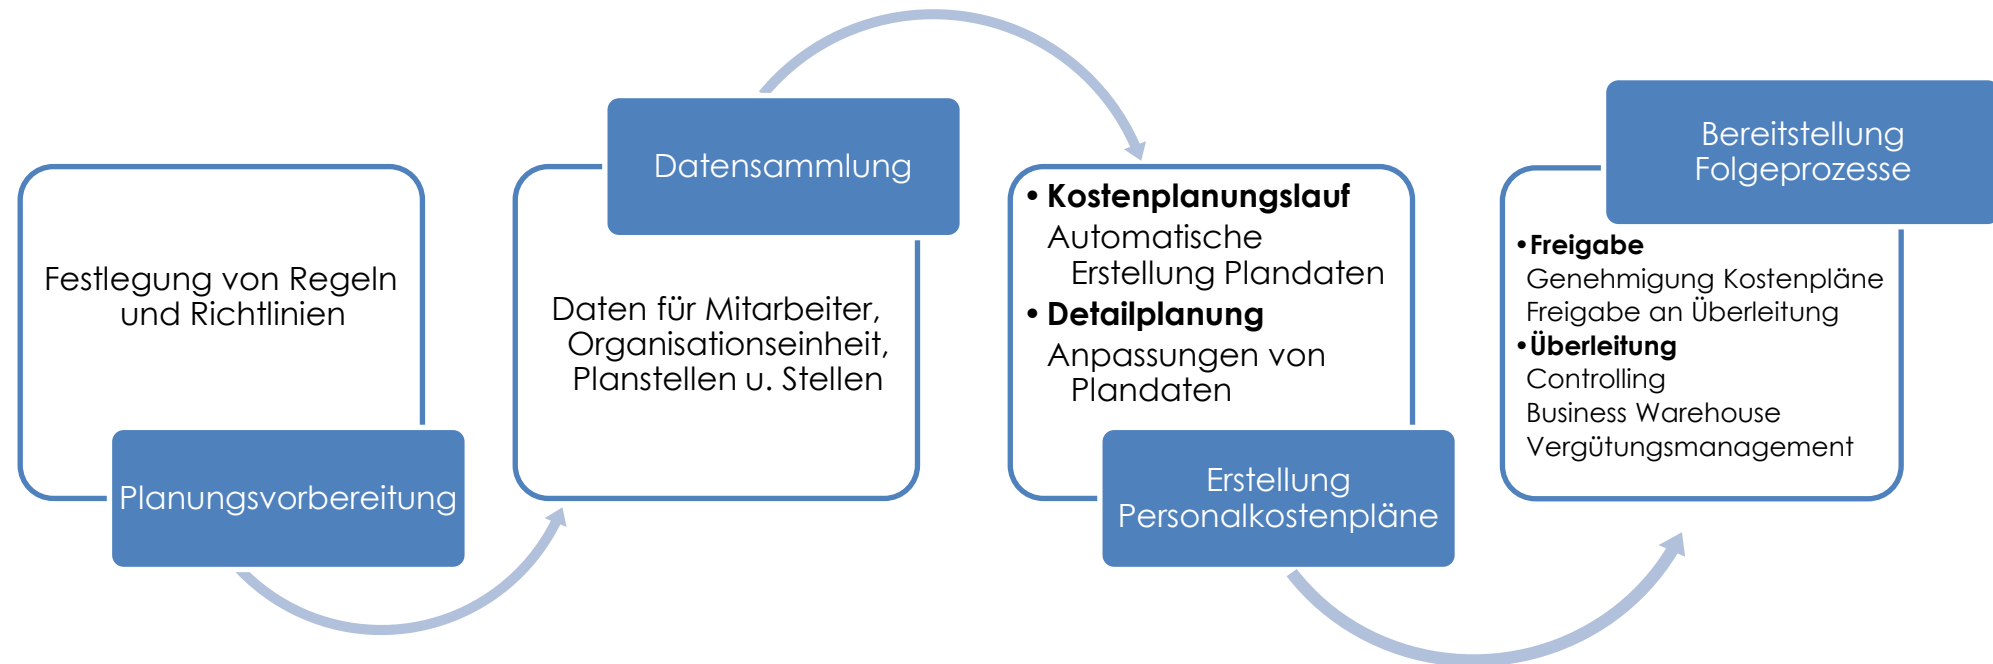 Festlegung von Regeln
und Richtlinien
Planungsvorbereitung
Datensammlung
Daten für Mitarbeiter,
Organisationseinheit,
Planstellen u. Stellen
• Kostenplanungslauf
Automatische
Erstellung Plandaten
• Detailplanung
Anpassungen von
Plandaten
Erstellung
Personalkostenpläne
Bereitstellung
Folgeprozesse
• Freigabe
Genehmigung Kostenpläne
Freigabe an Überleitung
• Überleitung
Controlling
Business Warehouse
Vergütungsmanagement